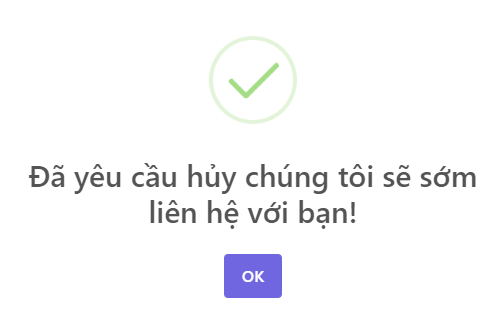 Đã yêu cầu hủy chúng tôi sẽ sớm
liên hệ với bạn!
OK